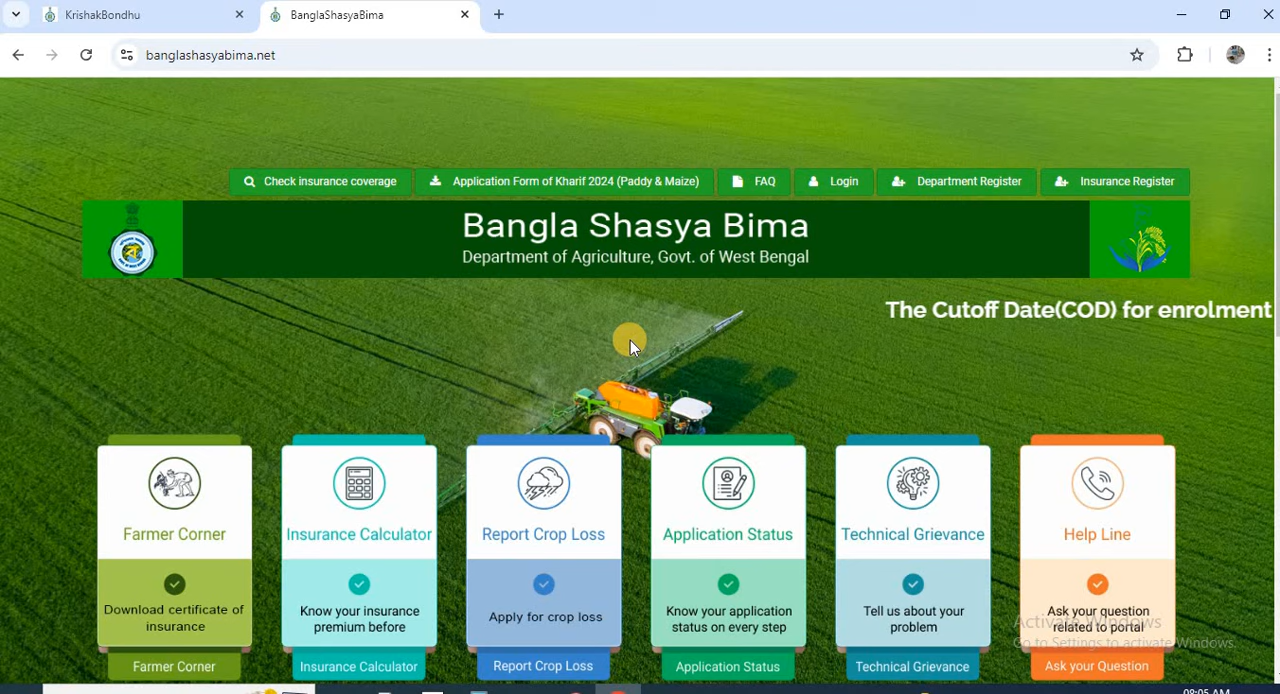 KrishakBondhu
BanglaShasyaBima
banglashasyabima.net
Check insurance coverage
Application Form of Kharif 2024 (Paddy & Maize)
FAQ
Login
Department Register
Insurance Register
Bangla Shasya Bima
Department of Agriculture, Govt. of West Bengal
The Cutoff Date(COD) for enrolment
Farmer Corner
Insurance Calculator
Report Crop Loss
Application Status
Technical Grievance
Help Line
Download certificate of
insurance
Know your insurance
premium before
Apply for crop loss
Know your application
status on every step
Tell us about your
problem
Ask your question
related to portal
Activate Windows
Go to Settings to activate Windows.
Farmer Corner
Insurance Calculator
Report Crop Loss
Application Status
Technical Grievance
Ask your Question
08:05 AM